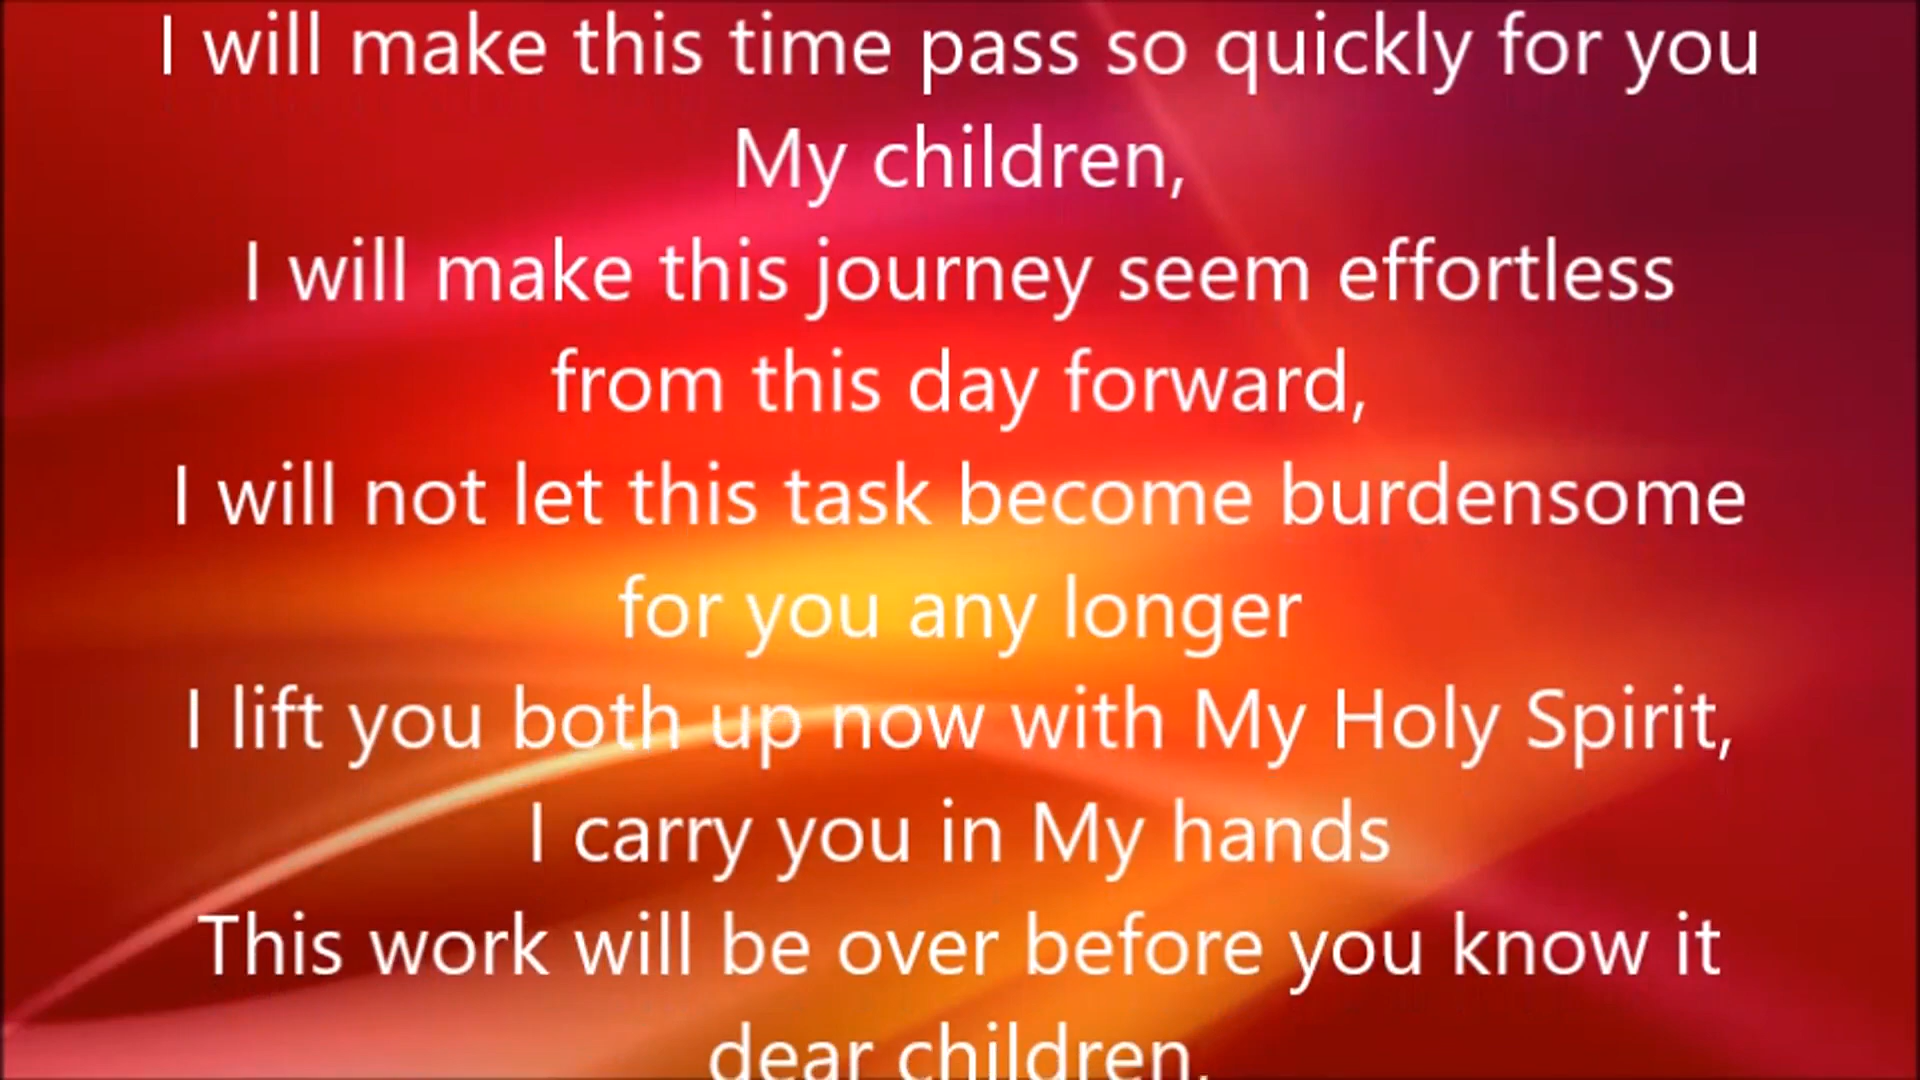 I will make this time pass so quickly for you
My children,
I will make this journey seem effortless
from this day forward,
I will not let this task become burdensome
for you any longer
I lift you both up now with My Holy Spirit,
I carry you in My hands
This work will be over before you know it
dear children,